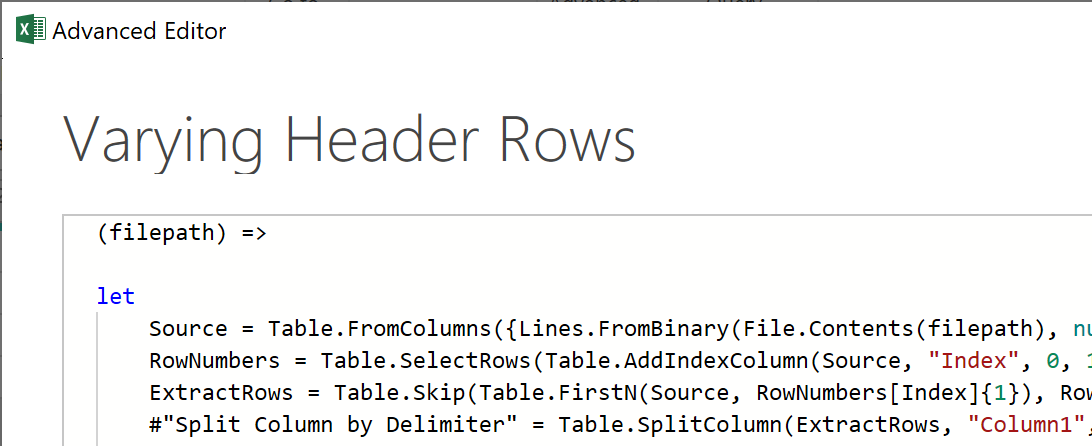 Advanced Editor
Varying Header Rows
(filepath) =>
let
Source = Table.FromColumns({Lines.FromBinary(File.Contents(filepath), nu
RowNumbers = Table.SelectRows(Table.AddIndexColumn(Source, "Index", 0, 1
ExtractRows = Table.Skip(Table.FirstN(Source, RowNumbers[Index]{1}), Row
#"Split Column by Delimiter" = Table.SplitColumn(ExtractRows, "Column1",